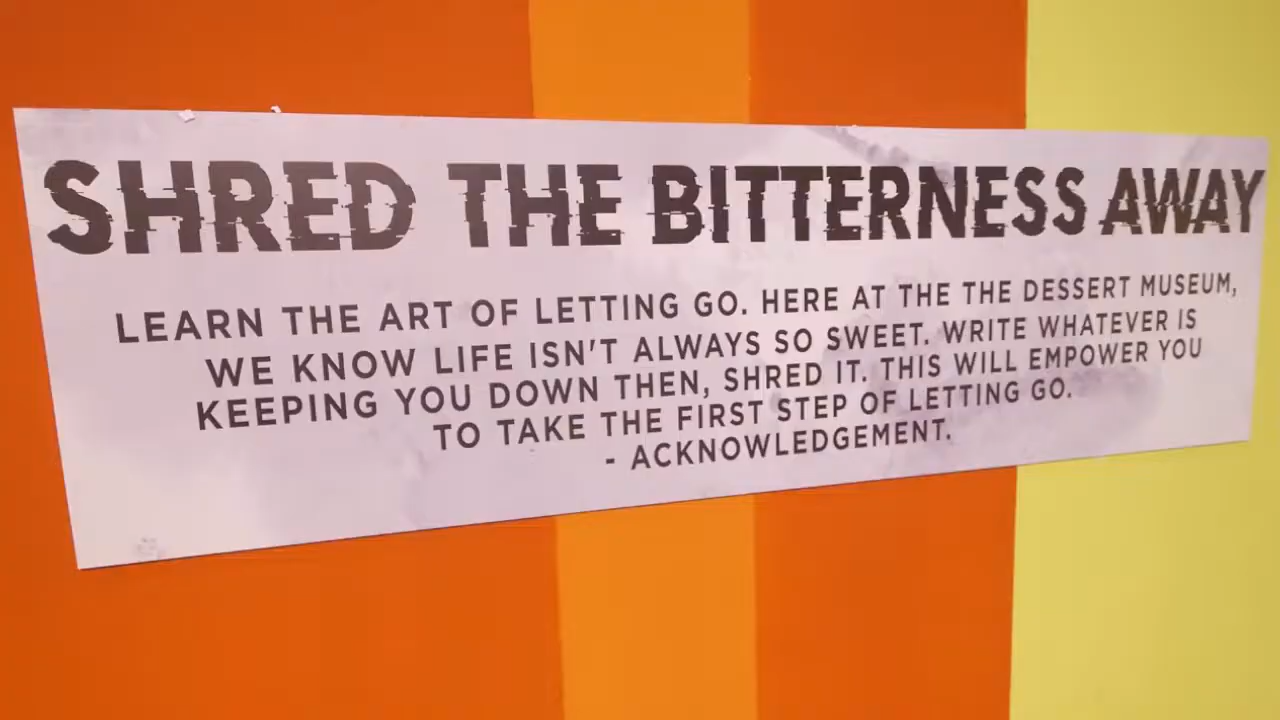 SHRED THE BITTERNESS AWAY
LEARN THE ART OF LETTING GO. HERE AT THE THE DESSERT MUSEUM,
WE KNOW LIFE ISN'T ALWAYS SO SWEET. WRITE WHATEVER IS
KEEPING YOU DOWN THEN, SHRED IT. THIS WILL EMPOWER YOU
TO TAKE THE FIRST STEP OF LETTING GO.
- ACKNOWLEDGEMENT.